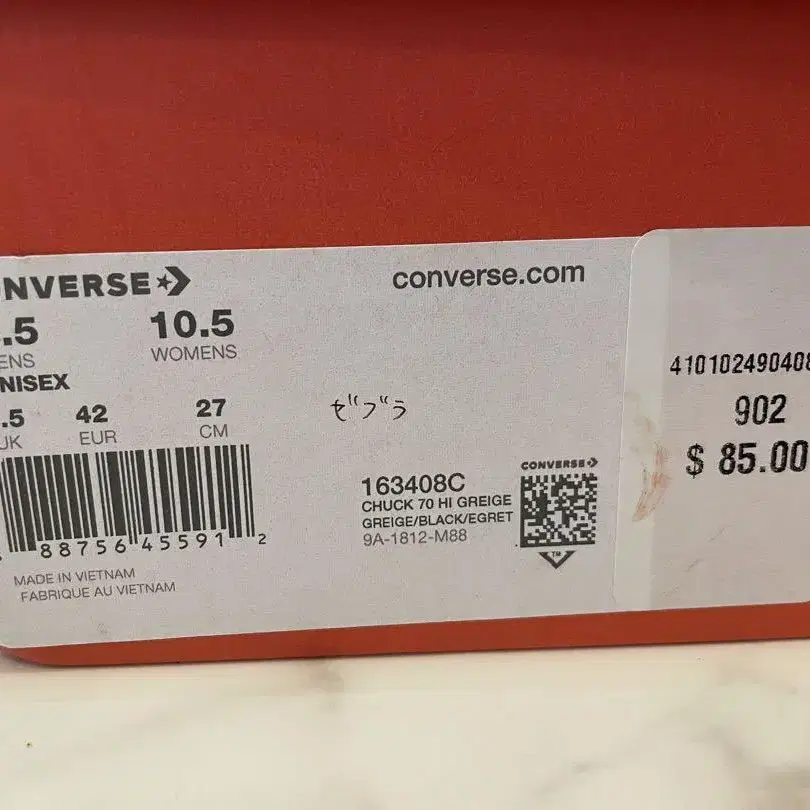 NVERSE
converse.com
.5
10.5
ENS
WOMENS
NISEX
.5
42
27
UK
EUR
CM
ゼブラ
163408C
CHUCK 70 HI GREIGE
GREIGE/BLACK/EGRET
9A-1812-M88
CONVERSE
TM
88756 45591 2
MADE IN VIETNAM
FABRIQUE AU VIETNAM
410102490408
902
$ 85.00